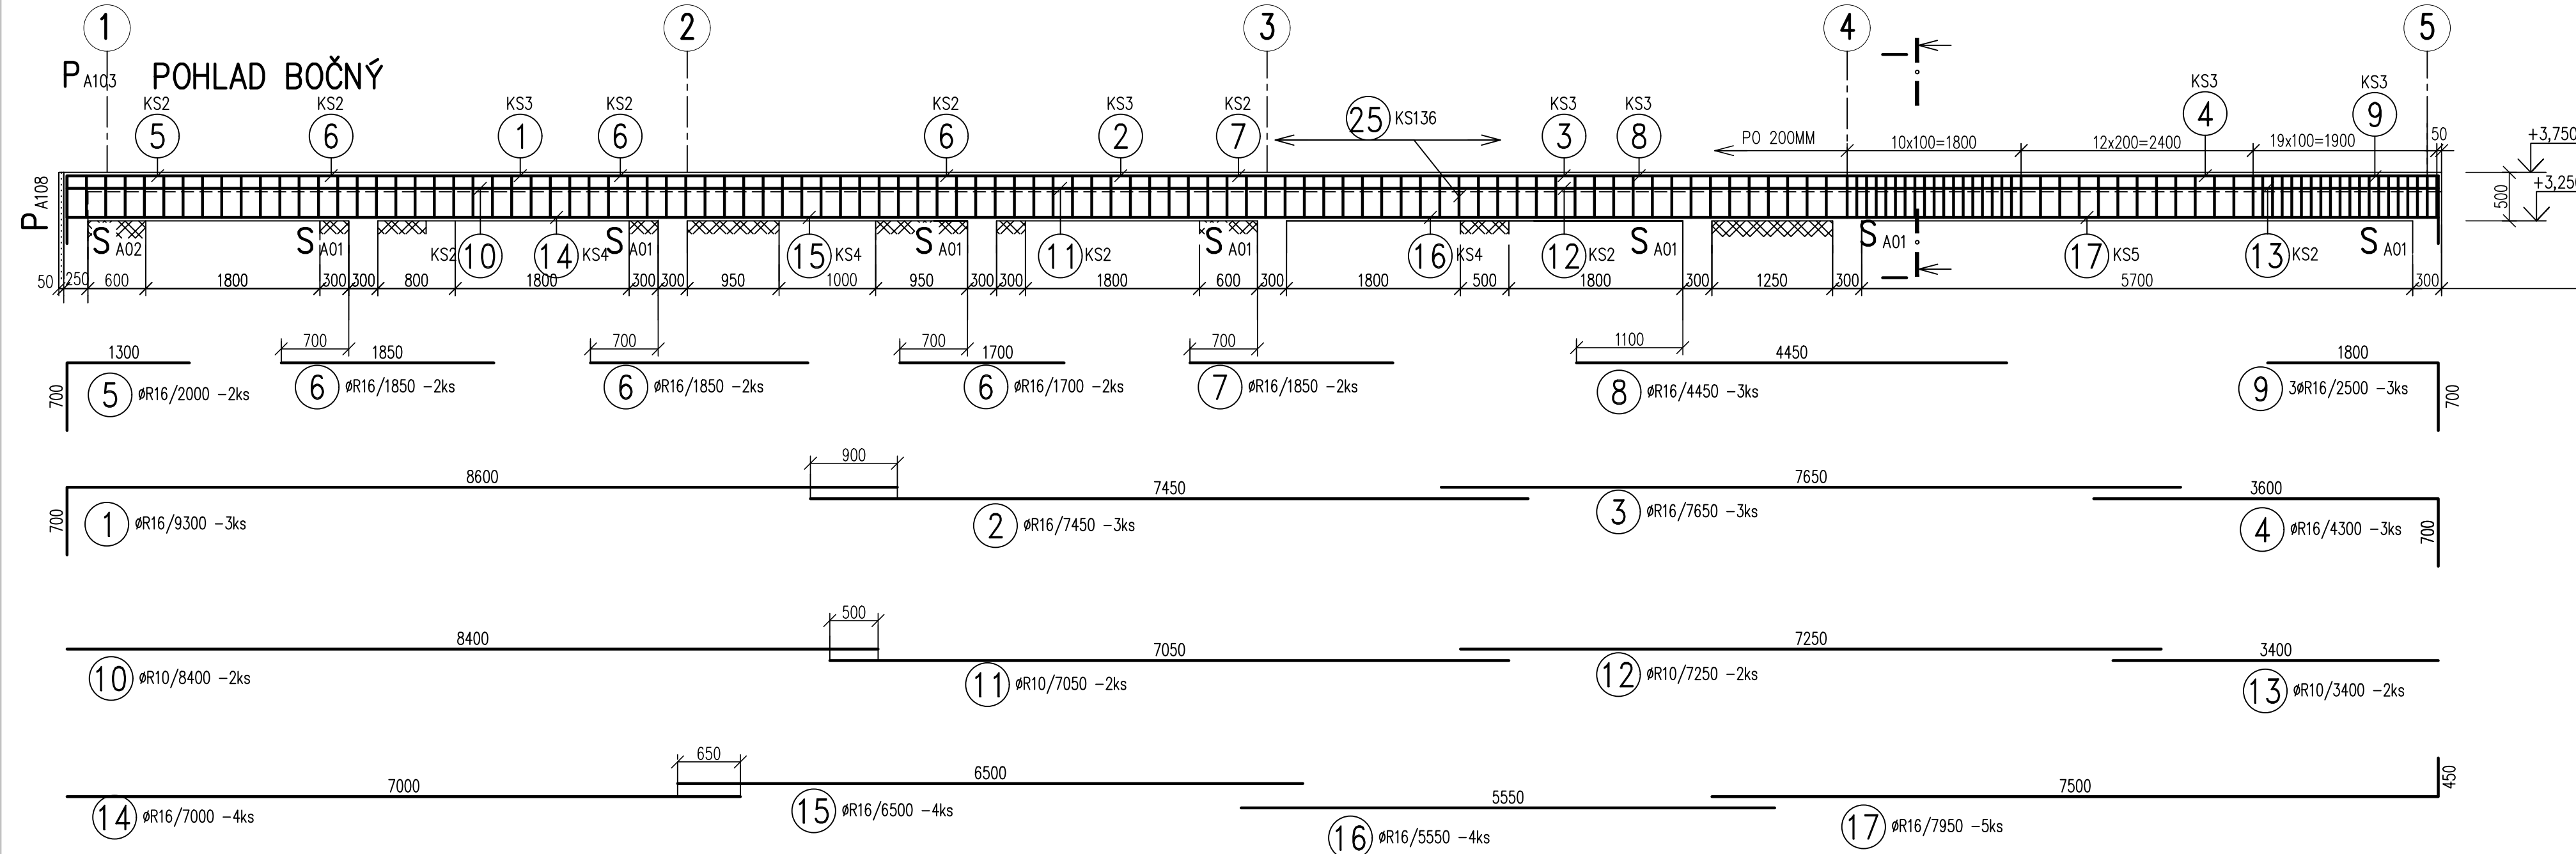 1 2 3 4 5
P A103 POHLAD BOČNÝ
KS2 KS2 KS3 KS2 KS2 KS3 KS2 KS3 KS3 KS3 KS3
5 6 1 6 6 2 7 25 KS136 3 8 4 9
PO 200MM 10x100=1800 12x200=2400 19x100=1900 50
+3,750
P A108
500
+3,250
S A02 S A01 S A01 S A01 S A01 S A01 S A01 S A01
KS2 10 14 KS4 15 KS4 11 KS2 16 KS4 12 KS2 17 KS5 13 KS2
50 250 600 1800 300 300 800 1800 300 300 950 1000 950 300 300 1800 600 300 1800 500 1800 300 1250 300 5700 300
700 700 700 700 1100
1300 1850 1700 4450 1800
700 5 øR16/2000 -2ks
6 øR16/1850 -2ks
6 øR16/1850 -2ks
6 øR16/1700 -2ks
7 øR16/1850 -2ks
8 øR16/4450 -3ks
9 3øR16/2500 -3ks 700
900
8600 7450 7650 3600
700 1 øR16/9300 -3ks
2 øR16/7450 -3ks
3 øR16/7650 -3ks
4 øR16/4300 -3ks 700
500
8400 7050 7250 3400
10 øR10/8400 -2ks
11 øR10/7050 -2ks
12 øR10/7250 -2ks
13 øR10/3400 -2ks
650
7000 6500 5550 7500 450
14 øR16/7000 -4ks
15 øR16/6500 -4ks
16 øR16/5550 -4ks
17 øR16/7950 -5ks